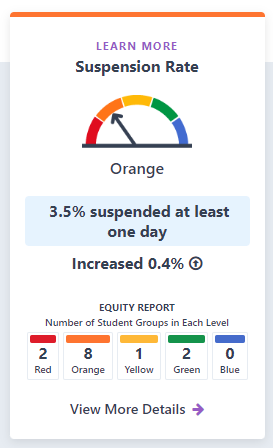 LEARN MORE
Suspension Rate
Orange
3.5% suspended at least
one day
Increased 0.4%
EQUITY REPORT
Number of Student Groups in Each Level
2 8 1 2 0
Red Orange Yellow Green Blue
View More Details